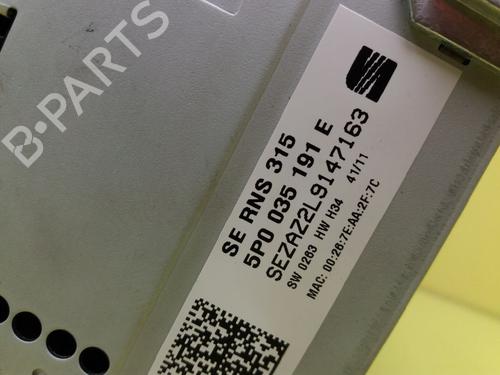 B-PARTS
SE RNS 315
5P0 035 191 E
SEZAZ2L9147163
SW 0263 HW H34 41/11
MAC: 00:26:7E:AA:2F:7C